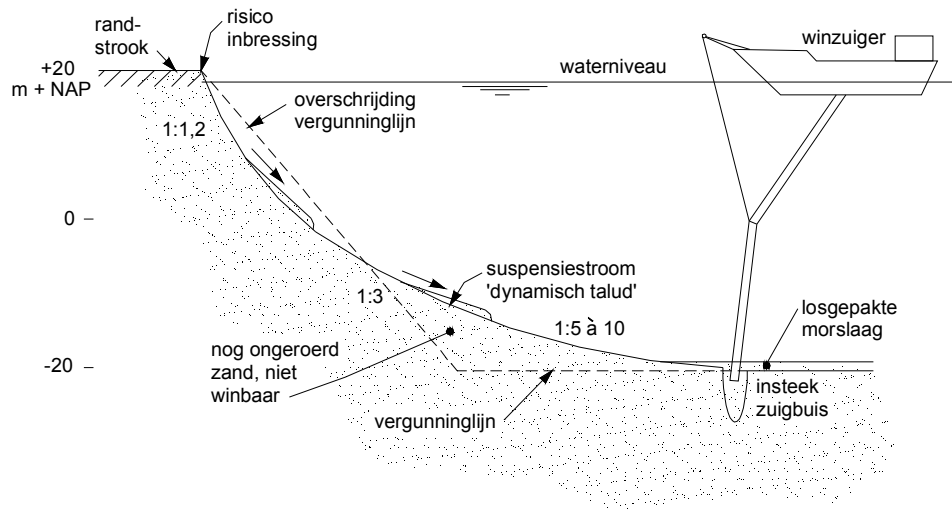 rand-
strook
risico
inbressing
winzuiger
+20
m + NAP
waterniveau
overschrijding
vergunninglijn
1:1,2
0
suspensiestroom
'dynamisch talud'
1:3
1:5 à 10
losgepakte
morslaag
nog ongeroerd
zand, niet
winbaar
-20
insteek
zuigbuis
vergunninglijn